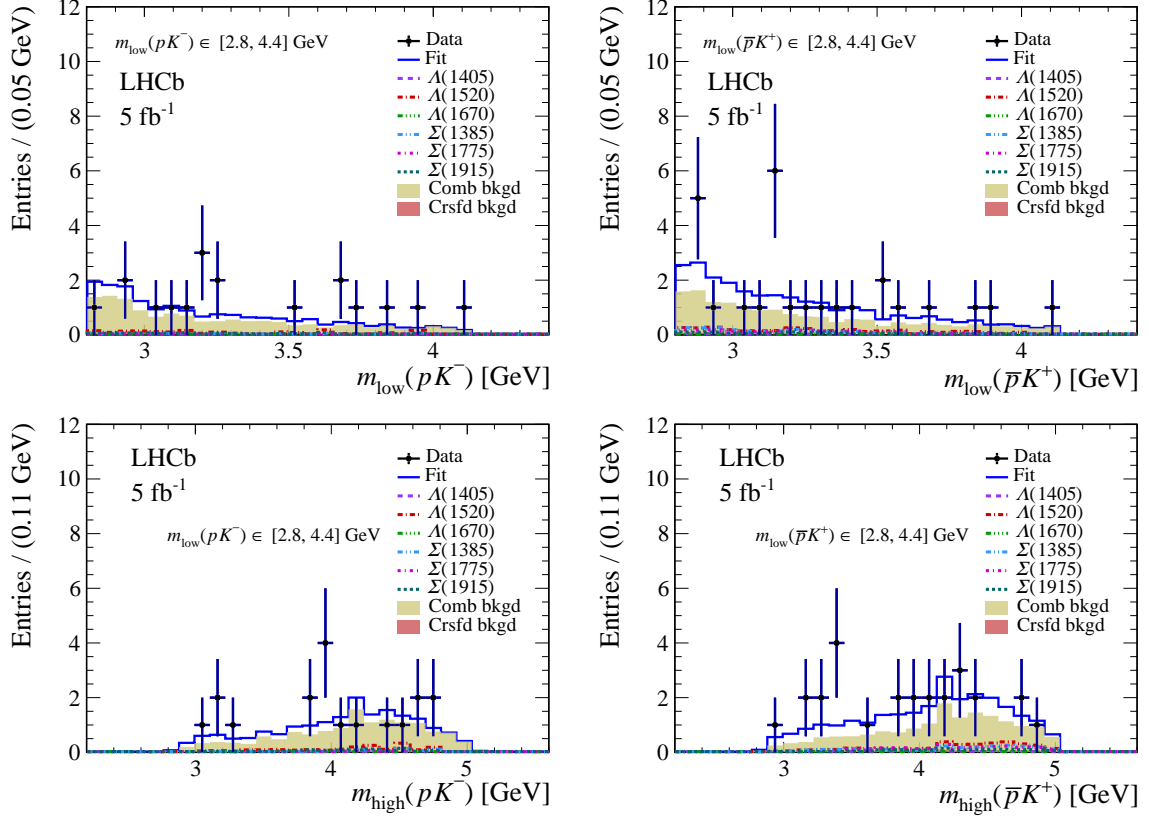 Entries / (0.05 GeV)
12
10
8
6
4
2
0
m_low(pK⁻) ∈ [2.8, 4.4] GeV
LHCb
5 fb⁻¹
Data
Fit
Λ(1405)
Λ(1520)
Λ(1670)
Σ(1385)
Σ(1775)
Σ(1915)
Comb bkgd
Crsfd bkgd
3 3.5 4
m_low(pK⁻) [GeV]
Entries / (0.05 GeV)
12
10
8
6
4
2
0
m_low(p̅K⁺) ∈ [2.8, 4.4] GeV
LHCb
5 fb⁻¹
Data
Fit
Λ(1405)
Λ(1520)
Λ(1670)
Σ(1385)
Σ(1775)
Σ(1915)
Comb bkgd
Crsfd bkgd
3 3.5 4
m_low(p̅K⁺) [GeV]
Entries / (0.11 GeV)
12
10
8
6
4
2
0
LHCb
5 fb⁻¹
m_low(pK⁻) ∈ [2.8, 4.4] GeV
Data
Fit
Λ(1405)
Λ(1520)
Λ(1670)
Σ(1385)
Σ(1775)
Σ(1915)
Comb bkgd
Crsfd bkgd
3 4 5
m_high(pK⁻) [GeV]
Entries / (0.11 GeV)
12
10
8
6
4
2
0
LHCb
5 fb⁻¹
m_low(p̅K⁺) ∈ [2.8, 4.4] GeV
Data
Fit
Λ(1405)
Λ(1520)
Λ(1670)
Σ(1385)
Σ(1775)
Σ(1915)
Comb bkgd
Crsfd bkgd
3 4 5
m_high(p̅K⁺) [GeV]